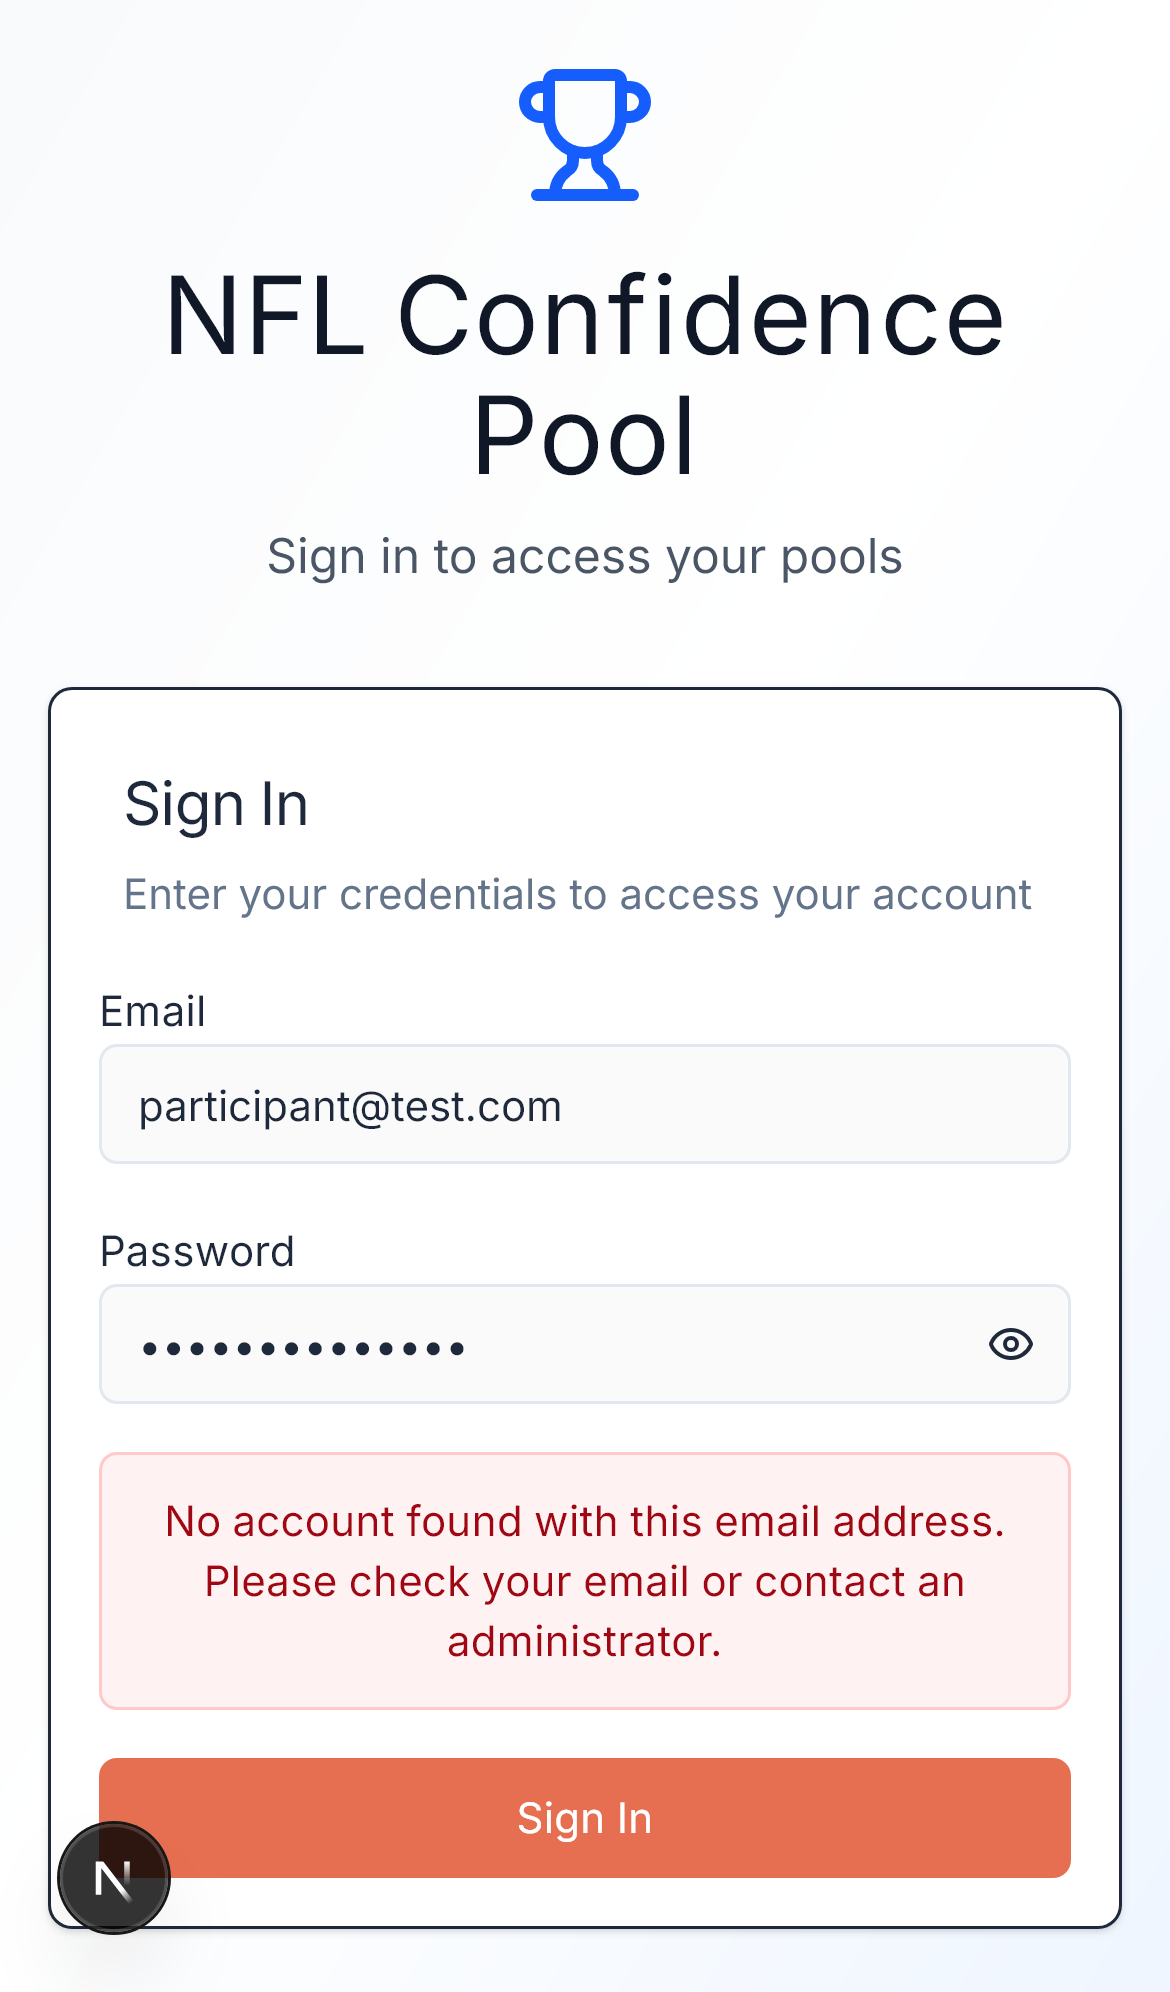 NFL Confidence
Pool
Sign in to access your pools
Sign In
Enter your credentials to access your account
Email
participant@test.com
Password
••••••••••••••
No account found with this email address.
Please check your email or contact an
administrator.
Sign In
N